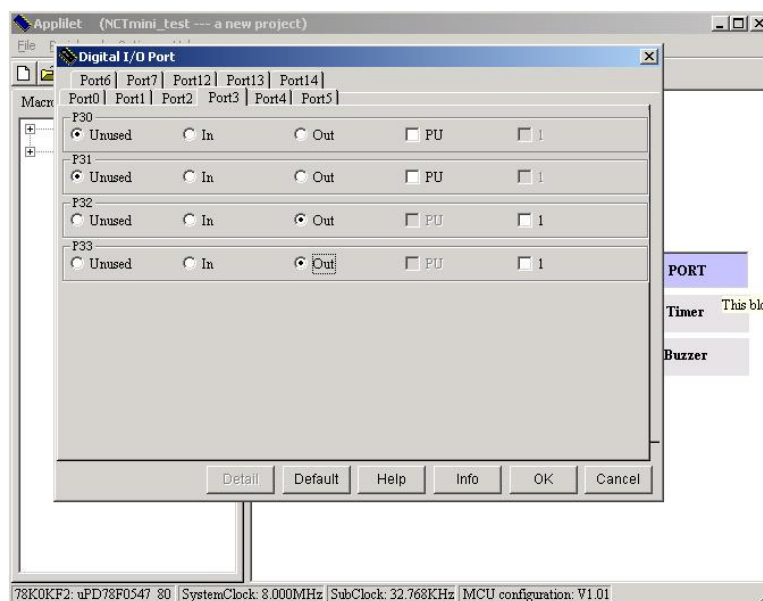 Applilet (NCTmini_test --- a new project)
File
Digital I/O Port
Port6 Port7 Port12 Port13 Port14
Port0 Port1 Port2 Port3 Port4 Port5
Macro
P30
Unused In Out PU 1
P31
Unused In Out PU 1
P32
Unused In Out PU 1
P33
Unused In Out PU 1
PORT
This blo
Timer
Buzzer
Detail Default Help Info OK Cancel
78K0KF2: uPD78F0547_80 SystemClock: 8.000MHz SubClock: 32.768KHz MCU configuration: V1.01